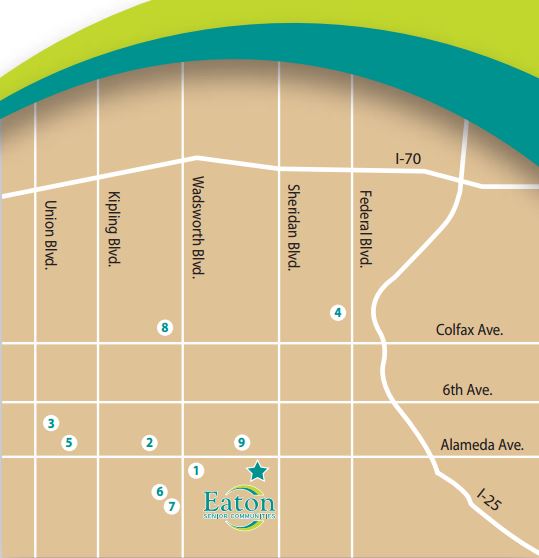 I-70
Union Blvd.
Kipling Blvd.
Wadsworth Blvd.
Sheridan Blvd.
Federal Blvd.
4
8
Colfax Ave.
6th Ave.
3
5
2
9
Alameda Ave.
1
6
7
I-25
Eaton
SENIOR COMMUNITIES